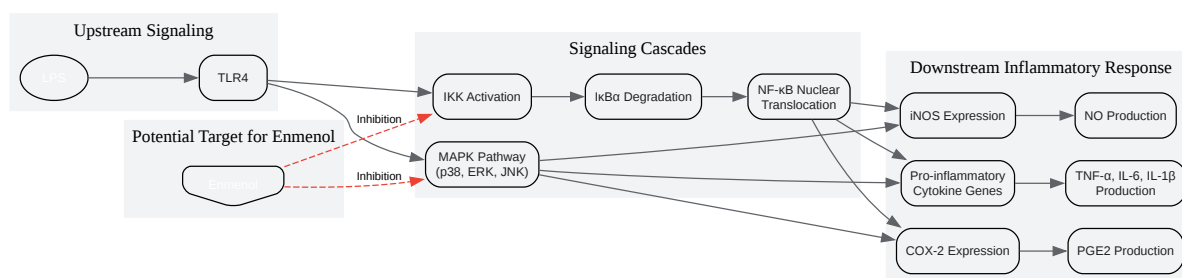 Upstream Signaling
LPS
TLR4
Potential Target for Enmenol
Enmenol
Inhibition
Inhibition
Signaling Cascades
IKK Activation
IκBα Degradation
NF-κB Nuclear
Translocation
MAPK Pathway
(p38, ERK, JNK)
Downstream Inflammatory Response
iNOS Expression
NO Production
Pro-inflammatory
Cytokine Genes
TNF-α, IL-6, IL-1β
Production
COX-2 Expression
PGE2 Production